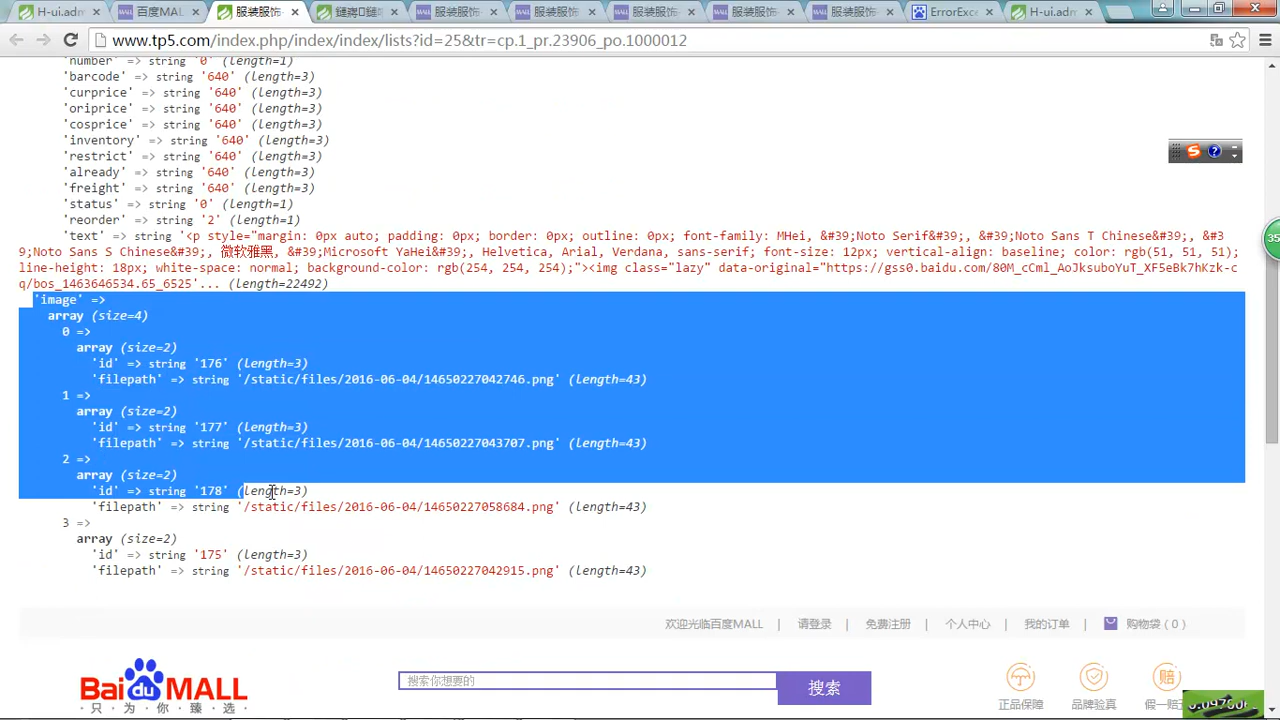 H-ui.adm
百度MALL
服装服饰-
服装服饰-
服装服饰-
服装服饰-
服装服饰-
服装服饰-
ErrorExce
H-ui.adm
www.tp5.com/index.php/index/index/lists?id=25&tr=cp.1_pr.23906_po.1000012
'number' => string '0' (length=1)
'barcode' => string '640' (length=3)
'curprice' => string '640' (length=3)
'oriprice' => string '640' (length=3)
'cosprice' => string '640' (length=3)
'inventory' => string '640' (length=3)
'restrict' => string '640' (length=3)
'already' => string '640' (length=3)
'freight' => string '640' (length=3)
'status' => string '0' (length=1)
'reorder' => string '2' (length=1)
'text' => string '<p style="margin: 0px auto; padding: 0px; border: 0px; outline: 0px; font-family: MHei, &#39;Noto Serif&#39;, &#39;Noto Sans T Chinese&#39;, &#3
9;Noto Sans S Chinese&#39;, 微软雅黑, &#39;Microsoft YaHei&#39;, Helvetica, Arial, Verdana, sans-serif; font-size: 12px; vertical-align: baseline; color: rgb(51, 51, 51);
line-height: 18px; white-space: normal; background-color: rgb(254, 254, 254);"><img class="lazy" data-original="https://gss0.baidu.com/80M_cCml_AoJksuboYuT_XF5eBk7hKzk-c
q/bos_1463646534.65_6525'... (length=22492)
'image' =>
array (size=4)
0 =>
array (size=2)
'id' => string '176' (length=3)
'filepath' => string '/static/files/2016-06-04/14650227042746.png' (length=43)
1 =>
array (size=2)
'id' => string '177' (length=3)
'filepath' => string '/static/files/2016-06-04/14650227043707.png' (length=43)
2 =>
array (size=2)
'id' => string '178' (length=3)
'filepath' => string '/static/files/2016-06-04/14650227058684.png' (length=43)
3 =>
array (size=2)
'id' => string '175' (length=3)
'filepath' => string '/static/files/2016-06-04/14650227042915.png' (length=43)
35
欢迎光临百度MALL | 请登录 | 免费注册 | 个人中心 | 我的订单 | 购物袋（0）
Bai du MALL
只为你臻选
搜索你想要的
搜索
正品保障
品牌验真
赔
假一赔